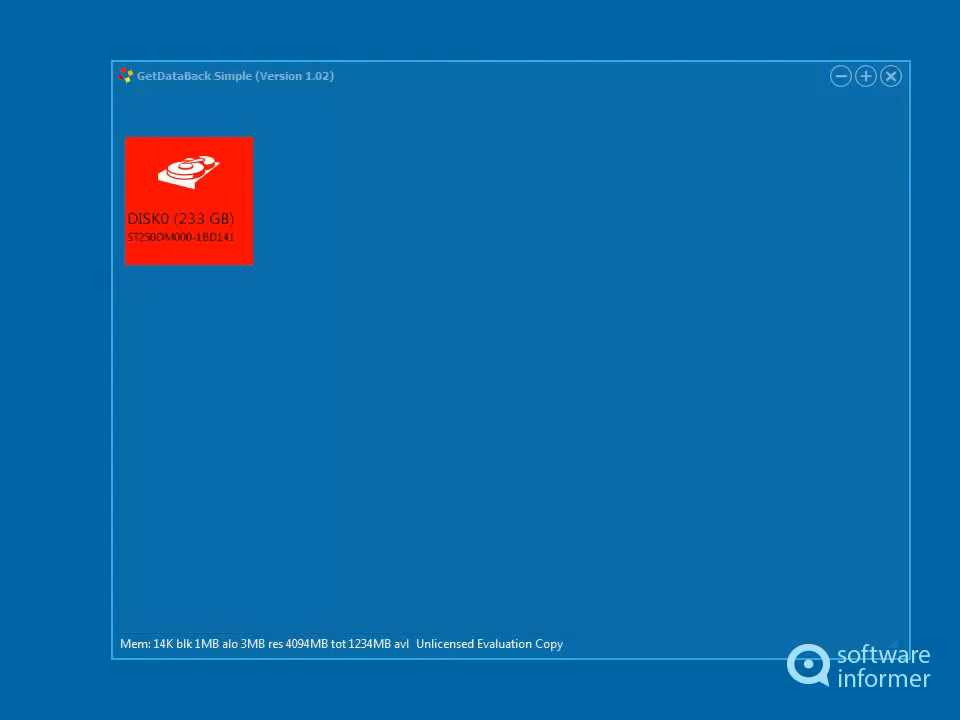 GetDataBack Simple (Version 1.02)
DISK0 (233 GB)
ST250DM000-1BD141
Mem: 14K blk 1MB alo 3MB res 4094MB tot 1234MB avl Unlicensed Evaluation Copy
software
informer